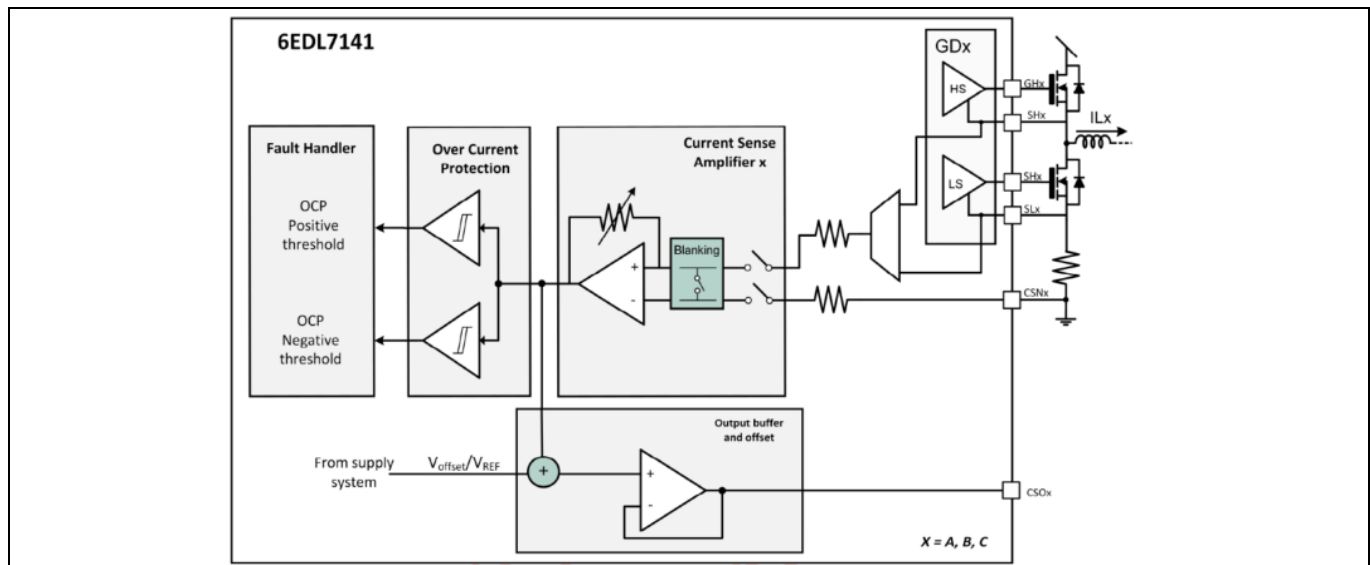 6EDL7141
GDx
HS
GHx
SHx
ILx
LS
SHx
SLx
CSNx
Fault Handler
OCP
Positive
threshold
OCP
Negative
threshold
Over Current
Protection
Current Sense
Amplifier x
+
-
Blanking
Output buffer
and offset
From supply
system
Voffset/VREF
+
+
-
CSOx
X = A, B, C